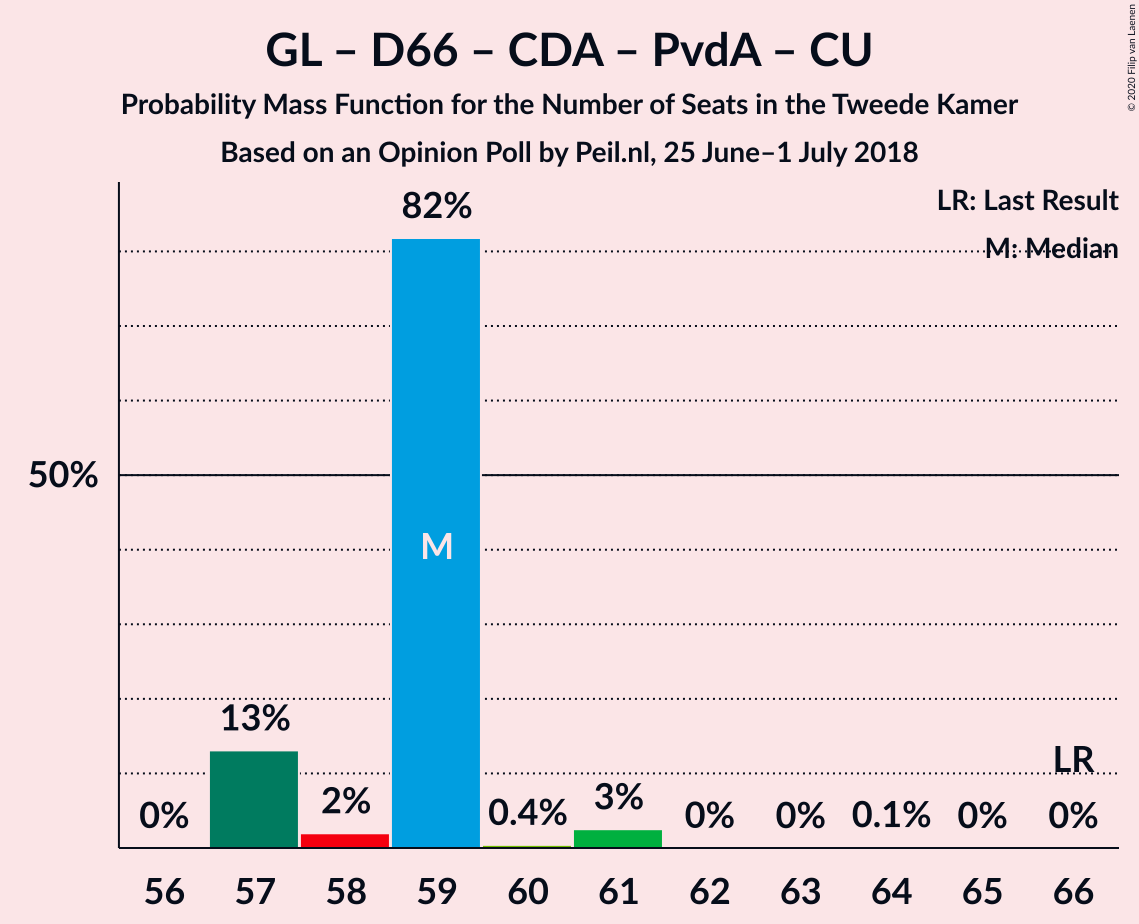 GL – D66 – CDA – PvdA – CU
Probability Mass Function for the Number of Seats in the Tweede Kamer
Based on an Opinion Poll by Peil.nl, 25 June–1 July 2018
© 2020 Filip van Laenen
LR: Last Result
M: Median
82%
50%
M
13%
2%
0%
0.4%
3%
0%
0%
0.1%
0%
LR
0%
56 57 58 59 60 61 62 63 64 65 66